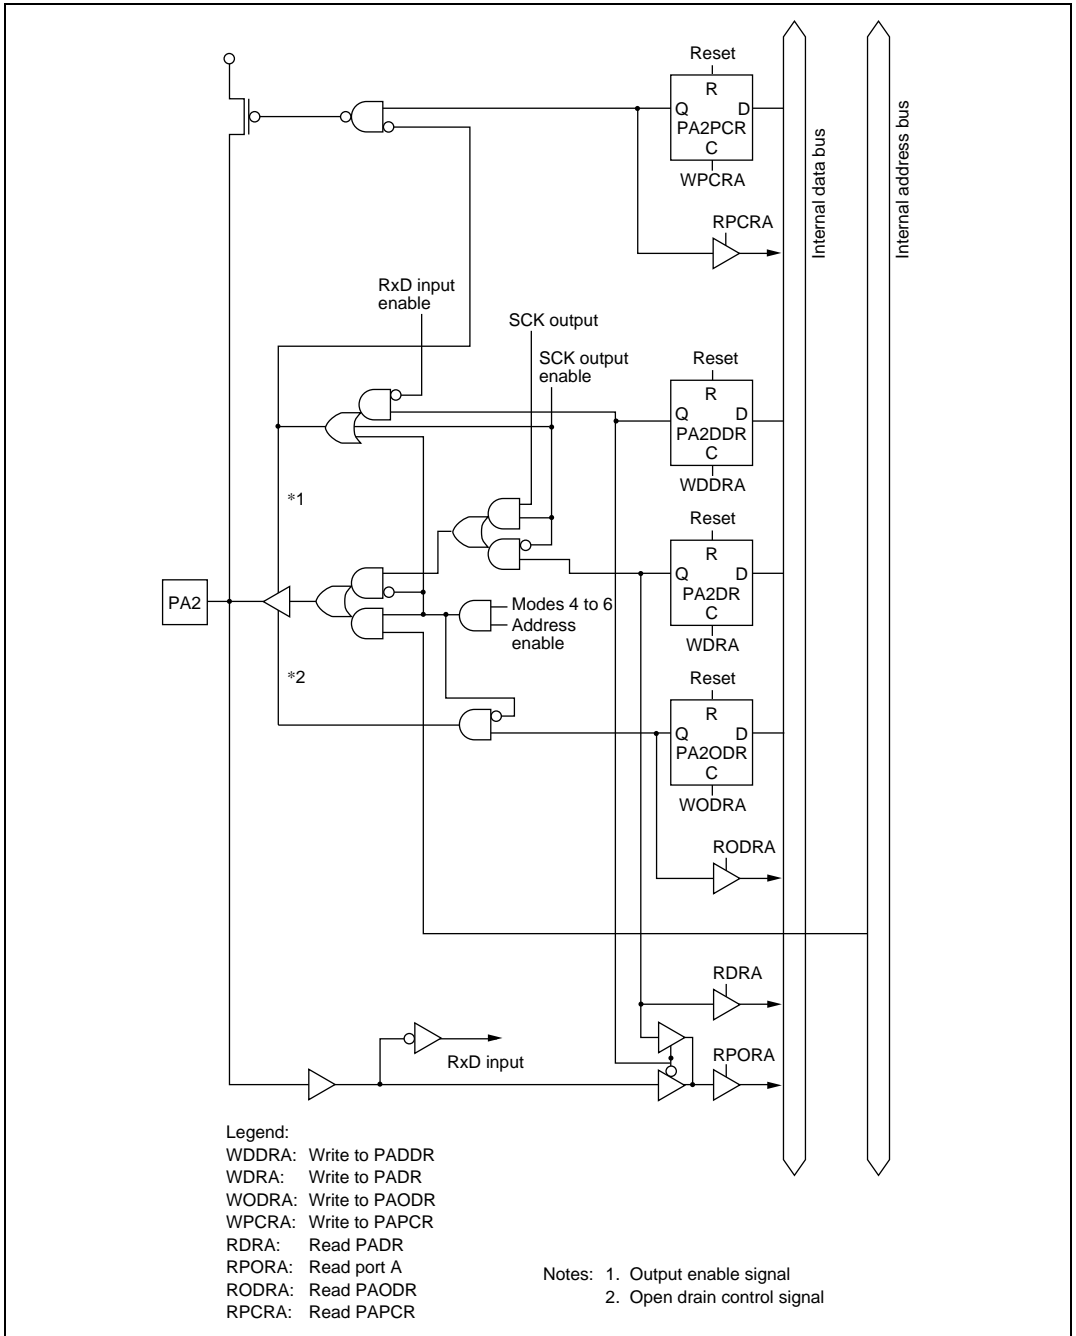 Reset
R
Q D
PA2PCR
C
WPCRA
RPCRA
Internal data bus
Internal address bus
RxD input
enable
SCK output
SCK output
enable
Reset
R
Q D
PA2DDR
C
WDDRA
*1
Reset
R
Q D
PA2DR
C
WDRA
PA2
Modes 4 to 6
Address
enable
*2
Reset
R
Q D
PA2ODR
C
WODRA
RODRA
RDRA
RxD input
RPORA
Legend:
WDDRA: Write to PADDR
WDRA: Write to PADR
WODRA: Write to PAODR
WPCRA: Write to PAPCR
RDRA: Read PADR
RPORA: Read port A
RODRA: Read PAODR
RPCRA: Read PAPCR
Notes: 1. Output enable signal
2. Open drain control signal